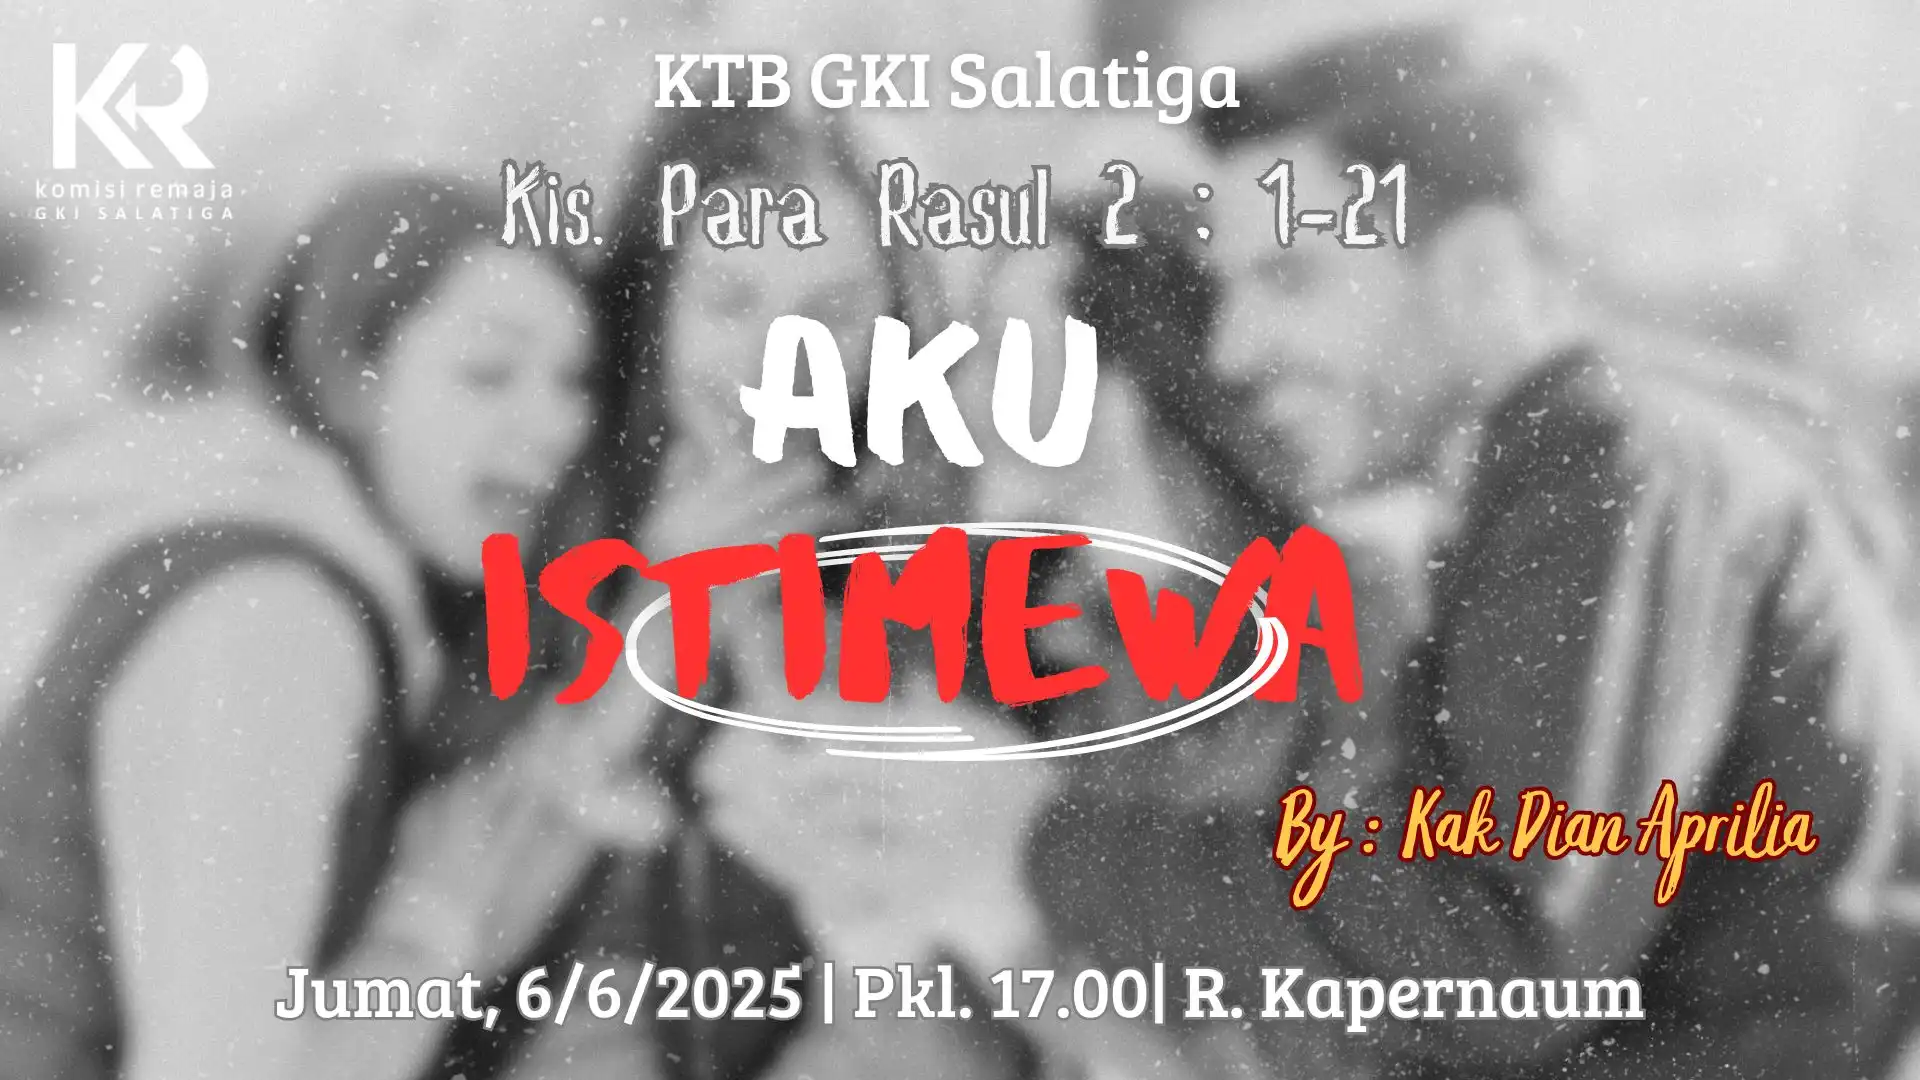 KR
komisi remaja
GKI SALATIGA
KTB GKI Salatiga
Kis. Para Rasul 2 : 1-21
AKU
ISTIMEWA
By : Kak Dian Aprilia
Jumat, 6/6/2025 | Pkl. 17.00| R. Kapernaum